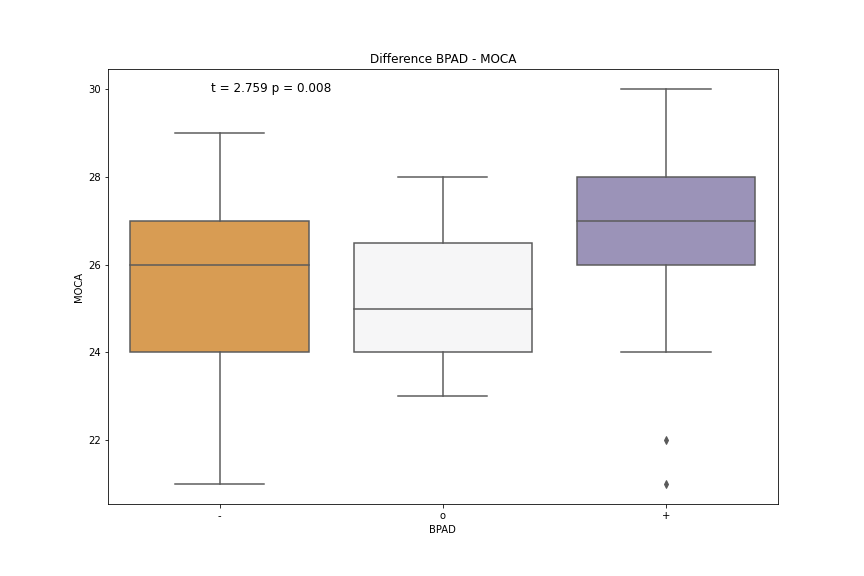 Difference BPAD - MOCA
t = 2.759 p = 0.008
30
28
26
24
22
MOCA
- o +
BPAD